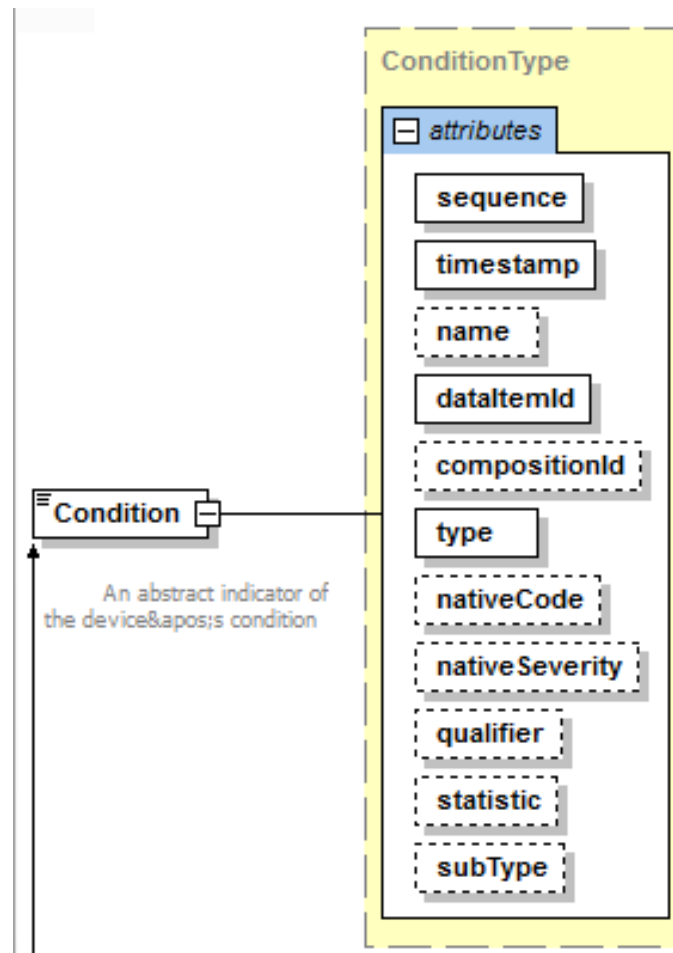 ConditionType
attributes
sequence
timestamp
name
dataItemId
compositionId
Condition
type
An abstract indicator of
the device&apos;s condition
nativeCode
nativeSeverity
qualifier
statistic
subType